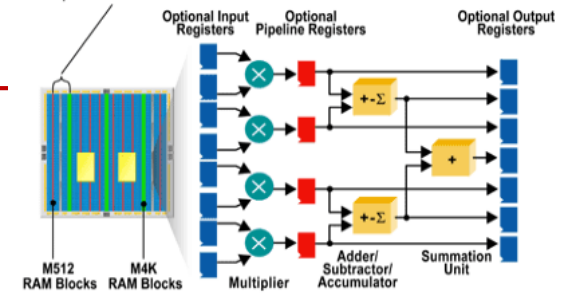 Optional Input
Registers
Optional
Pipeline Registers
Optional Output
Registers
+-Σ
+
+-Σ
M512
RAM Blocks
M4K
RAM Blocks
Multiplier
Adder/
Subtractor/
Accumulator
Summation
Unit